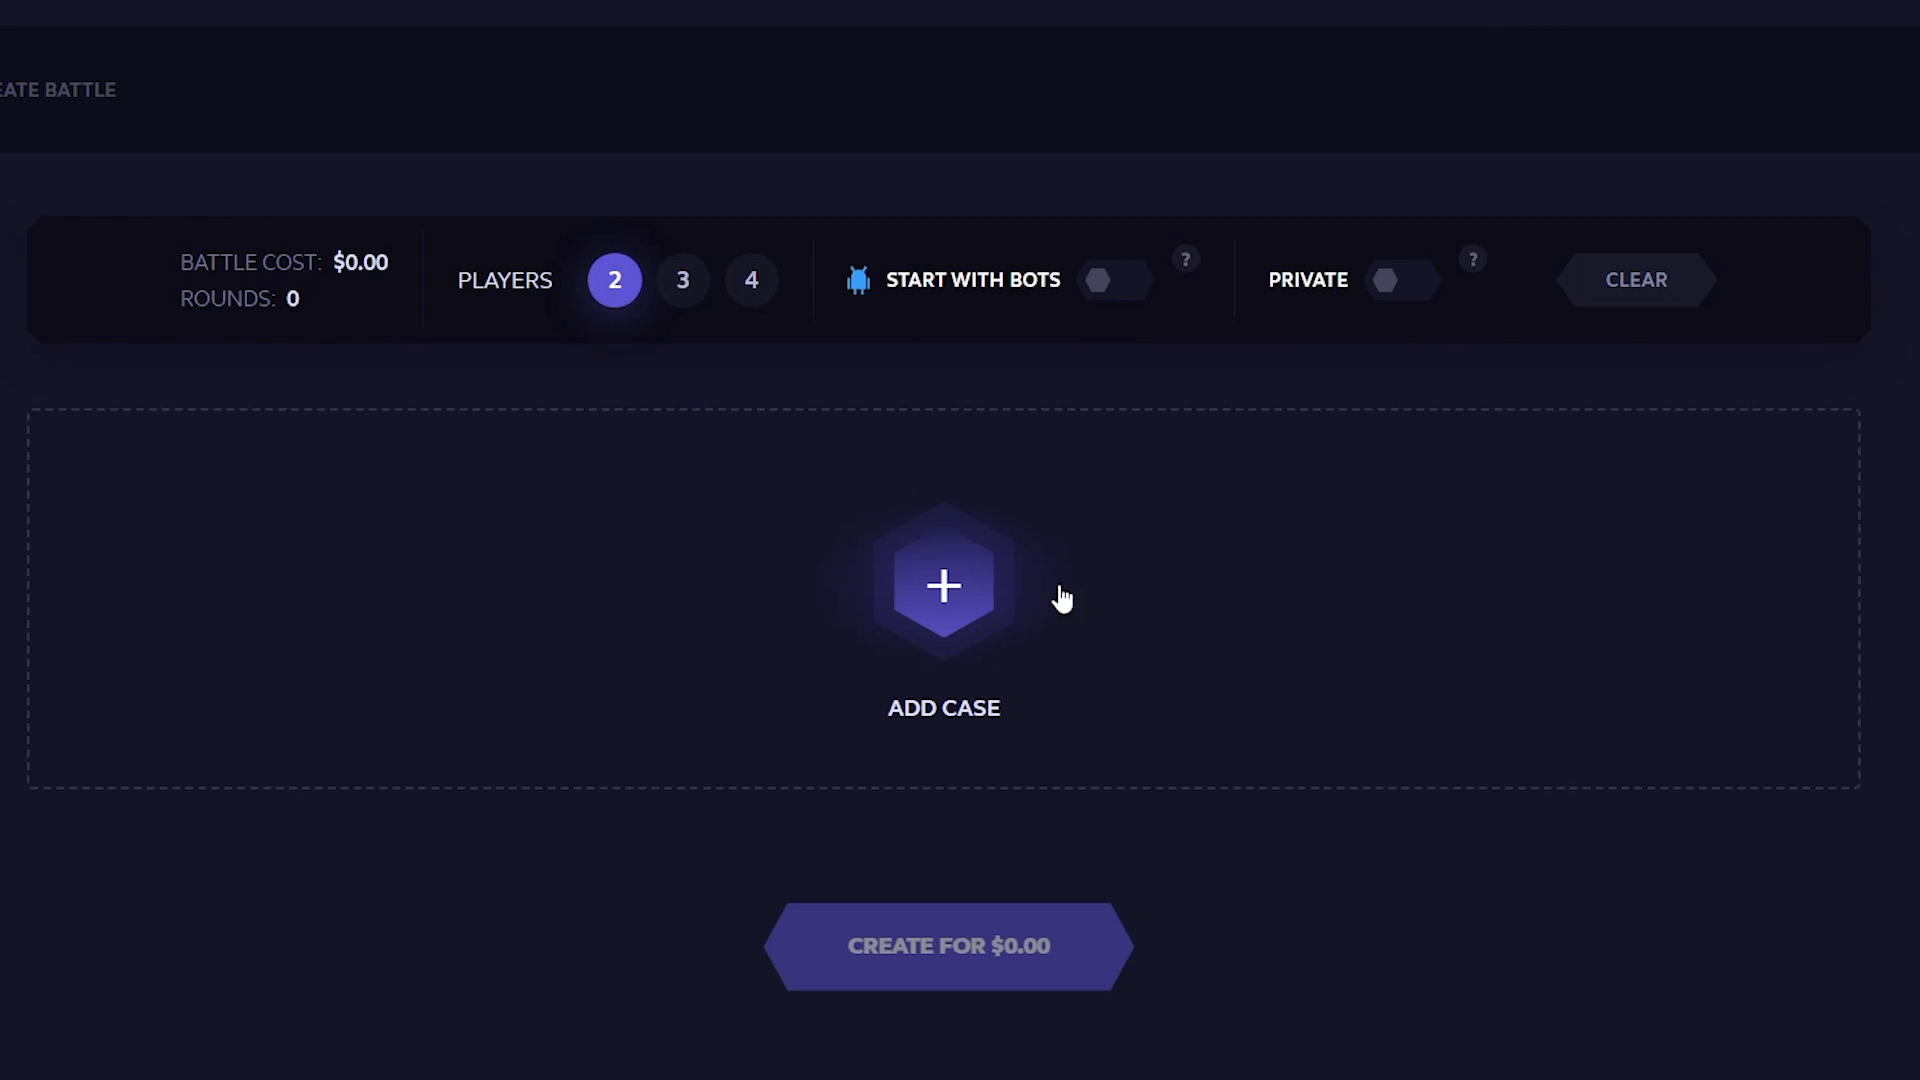 EATE BATTLE
BATTLE COST: $0.00
ROUNDS: 0
PLAYERS 2 3 4
START WITH BOTS ?
PRIVATE ?
CLEAR
+
ADD CASE
CREATE FOR $0.00